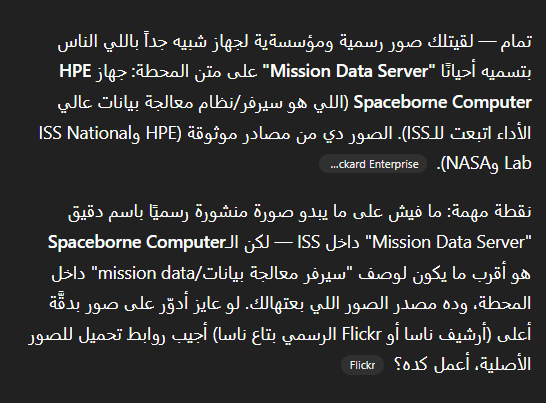 تمام — لقيتلك صور رسمية ومؤسسةية لجهاز شبيه جداً باللي الناس
بتسميه أحيانًا "Mission Data Server" على متن المحطة: جهاز HPE
Spaceborne Computer (اللي هو سيرفر/نظام معالجة بيانات عالي
الأداء اتبعت للـISS). الصور دي من مصادر موثوقة (HPE وISS National
Lab وNASA). ...ckard Enterprise
نقطة مهمة: ما فيش على ما يبدو صورة منشورة رسميًا باسم دقيق
"Mission Data Server" داخل ISS — لكن الـSpaceborne Computer
هو أقرب ما يكون لوصف "سيرفر معالجة بيانات/mission data" داخل
المحطة، وده مصدر الصور اللي بعتهالك. لو عايز أدوّر على صور بدقّة
أعلى (أرشيف ناسا أو Flickr الرسمي بتاع ناسا) أجيب روابط تحميل للصور
الأصلية، أعمل كده؟ Flickr